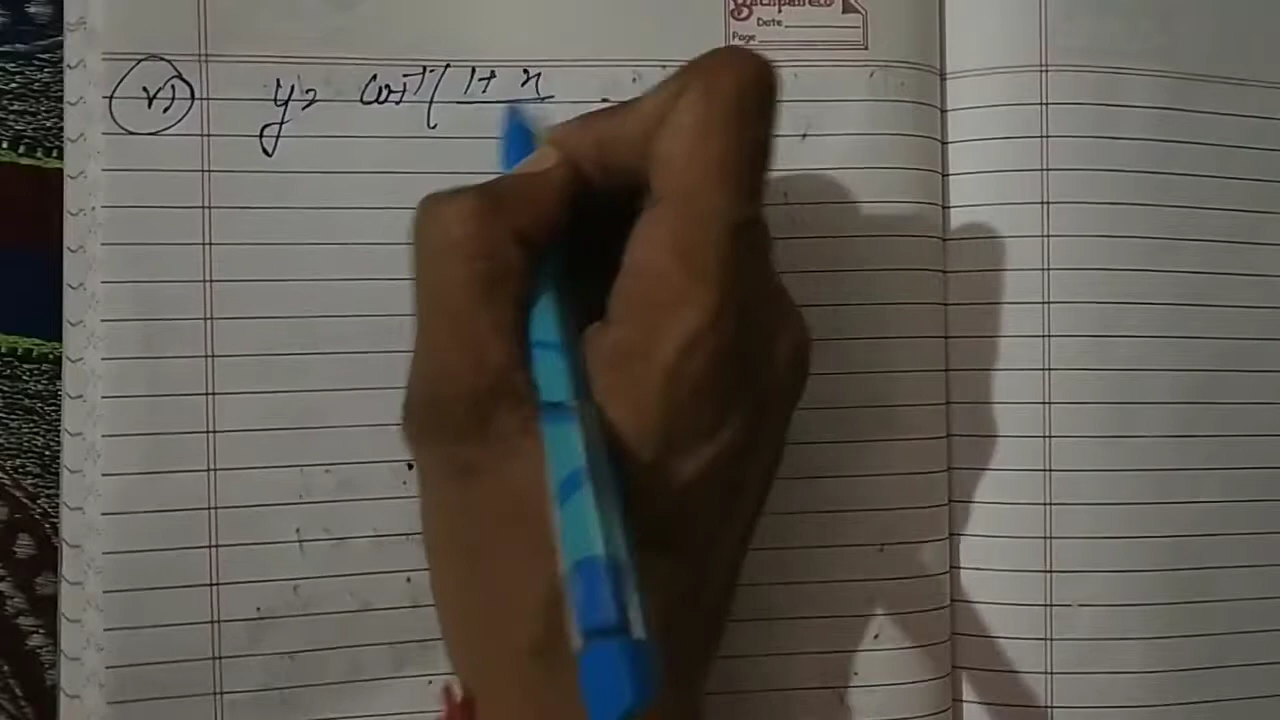 Date
Page
vi) y= cot⁻¹( 1+ x